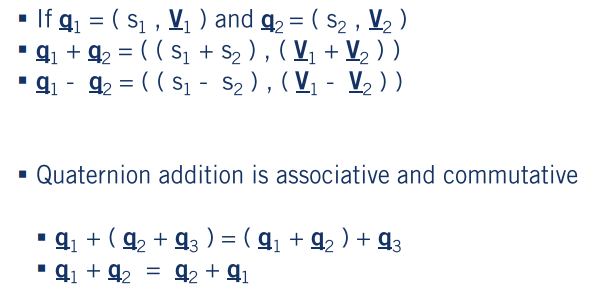 ▪ If q₁ = ( s₁ , V₁ ) and q₂ = ( s₂ , V₂ )
▪ q₁ + q₂ = ( ( s₁ + s₂ ) , ( V₁ + V₂ ) )
▪ q₁ - q₂ = ( ( s₁ - s₂ ) , ( V₁ - V₂ ) )
▪ Quaternion addition is associative and commutative
▪ q₁ + ( q₂ + q₃ ) = ( q₁ + q₂ ) + q₃
▪ q₁ + q₂ = q₂ + q₁